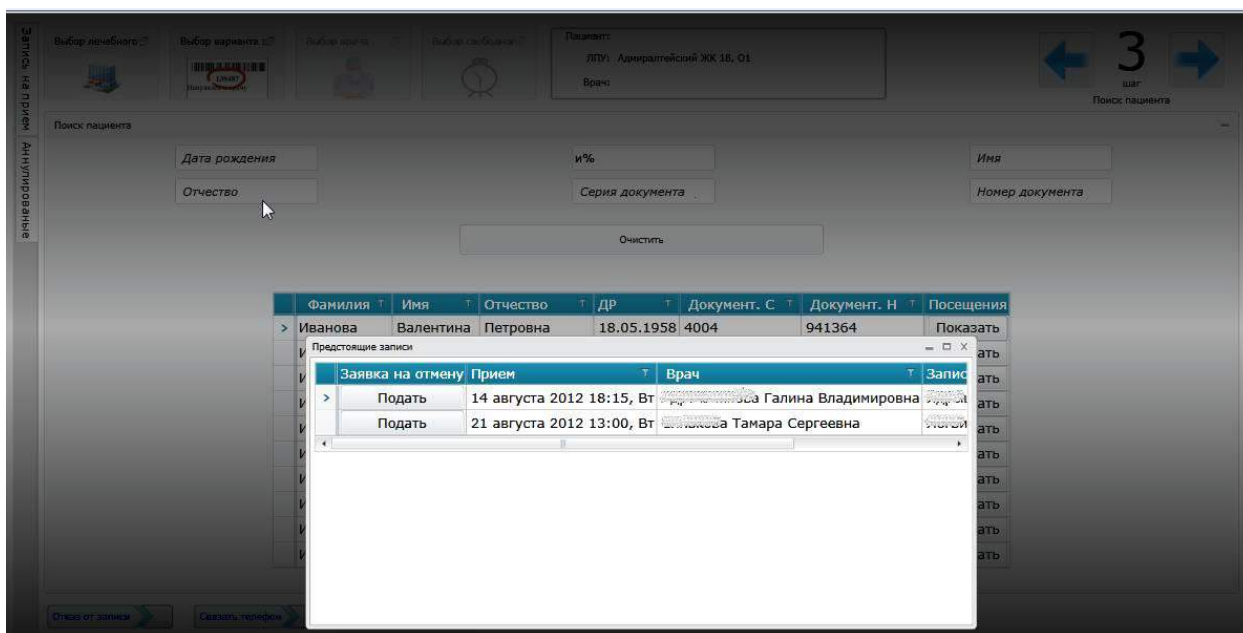 Запись на прием
Аннулированые
Выбор лечебного
Выбор варианта
Выбор врача
Выбор свободног
Пациент:
ЛПУ: Адмиралтейский ЖК 18, О1
Врач:
3
шаг
Поиск пациента
Поиск пациента
Дата рождения и% Имя
Отчество Серия документа Номер документа
Очистить
Фамилия Имя Отчество ДР Документ. С Документ. Н Посещения
Иванова Валентина Петровна 18.05.1958 4004 941364 Показать
Предстоящие записи
Заявка на отмену Прием Врач Запис
Подать 14 августа 2012 18:15, Вт Галина Владимировна
Подать 21 августа 2012 13:00, Вт Тамара Сергеевна
Отказ от записи
Связать телефон